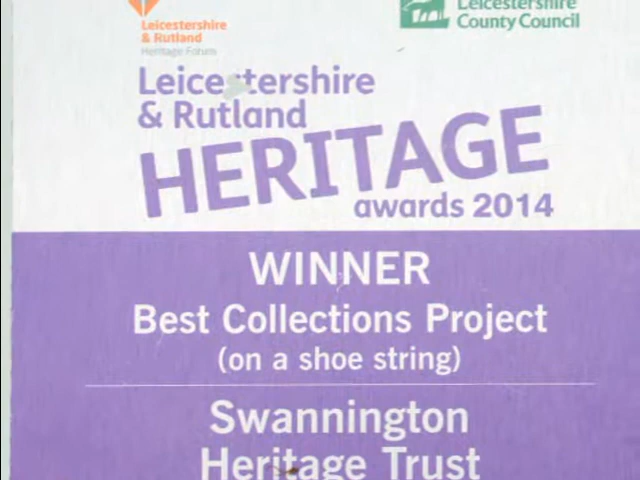 Leicestershire
& Rutland
Heritage Forum
Leicestershire
County Council
Leicestershire
& Rutland
HERITAGE
awards 2014
WINNER
Best Collections Project
(on a shoe string)
Swannington
Heritage Trust